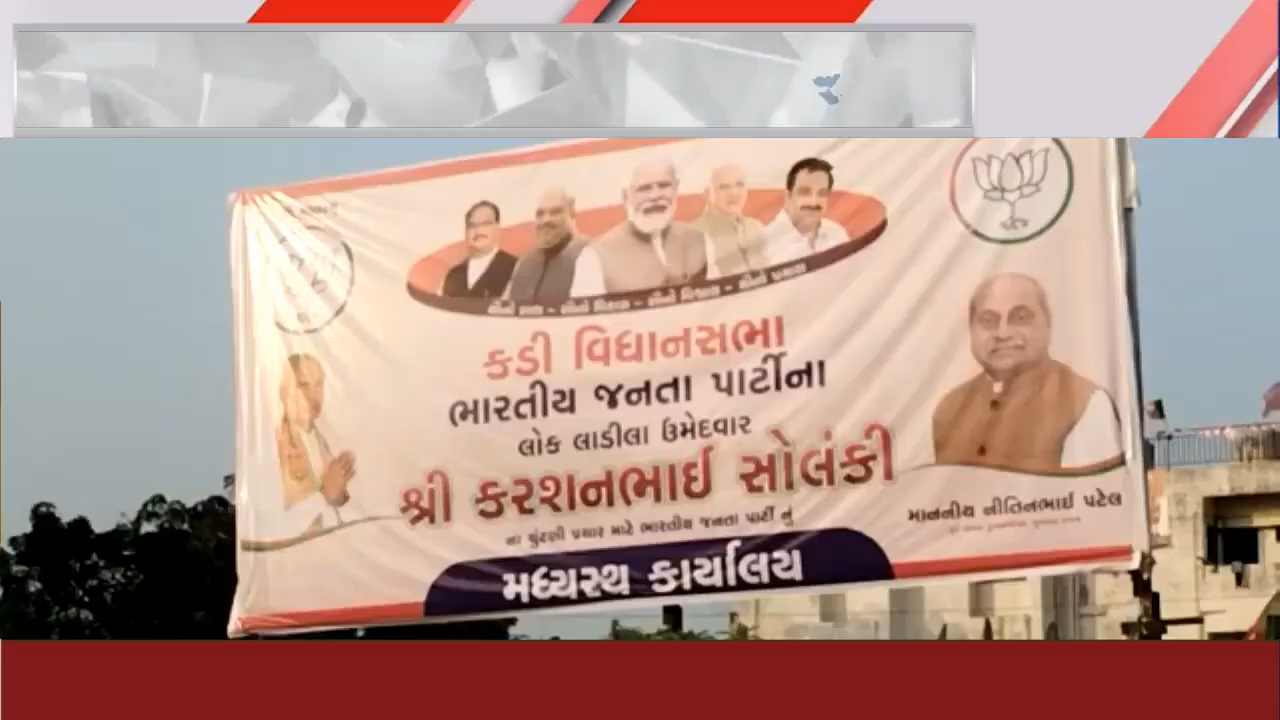 કડી વિધાનસભા
ભારતીય જનતા પાર્ટીના
લોક લાડીલા ઉમેદવાર
શ્રી કરશનભાઈ સોલંકી
ના ચુંટણી પ્રચાર માટે ભારતીય જનતા પાર્ટી નું
મધ્યસ્થ કાર્યાલય
માનનીય નીતિનભાઈ પટેલ